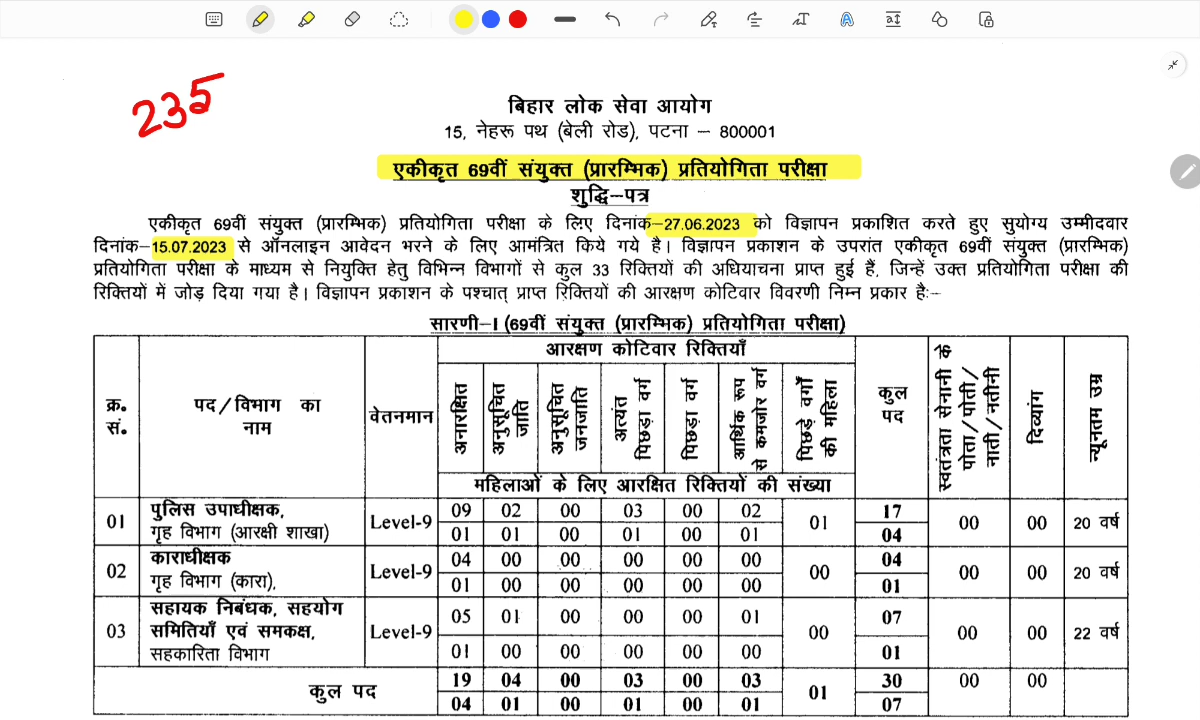 235
बिहार लोक सेवा आयोग
15, नेहरू पथ (बेली रोड), पटना – 800001
एकीकृत 69वीं संयुक्त (प्रारम्भिक) प्रतियोगिता परीक्षा
शुद्धि–पत्र
एकीकृत 69वीं संयुक्त (प्रारम्भिक) प्रतियोगिता परीक्षा के लिए दिनांक–27.06.2023 को विज्ञापन प्रकाशित करते हुए सुयोग्य उम्मीदवार
दिनांक–15.07.2023 से ऑनलाइन आवेदन भरने के लिए आमंत्रित किये गये है। विज्ञापन प्रकाशन के उपरांत एकीकृत 69वीं संयुक्त (प्रारम्भिक)
प्रतियोगिता परीक्षा के माध्यम से नियुक्ति हेतु विभिन्न विभागों से कुल 33 रिक्तियों की अधियाचना प्राप्त हुई हैं, जिन्हें उक्त प्रतियोगिता परीक्षा की
रिक्तियों में जोड़ दिया गया है। विज्ञापन प्रकाशन के पश्चात् प्राप्त रिक्तियों की आरक्षण कोटिवार विवरणी निम्न प्रकार हैः–
सारणी–I (69वीं संयुक्त (प्रारम्भिक) प्रतियोगिता परीक्षा)
क्र. सं. पद/विभाग का नाम वेतनमान आरक्षण कोटिवार रिक्तियाँ कुल पद स्वतंत्रता सेनानी के पोता/पोती/नाती/नतीनी दिव्यांग न्यूनतम उम्र
अनारक्षित अनुसूचित जाति अनुसूचित जनजाति अत्यंत पिछड़ा वर्ग पिछड़ा वर्ग आर्थिक रूप से कमजोर वर्ग पिछड़े वर्गों की महिला
महिलाओं के लिए आरक्षित रिक्तियों की संख्या
01 पुलिस उपाधीक्षक, Level-9 09 02 00 03 00 02 01 17 00 00 20 वर्ष
गृह विभाग (आरक्षी शाखा) 01 01 00 01 00 01 04
02 काराधीक्षक Level-9 04 00 00 00 00 00 00 04 00 00 20 वर्ष
गृह विभाग (कारा), 01 00 00 00 00 00 01
03 सहायक निबंधक, सहयोग Level-9 05 01 00 00 00 01 00 07 00 00 22 वर्ष
समितियाँ एवं समकक्ष,
सहकारिता विभाग 01 00 00 00 00 00 01
कुल पद 19 04 00 03 00 03 01 30 00 00
04 01 00 01 00 01 07